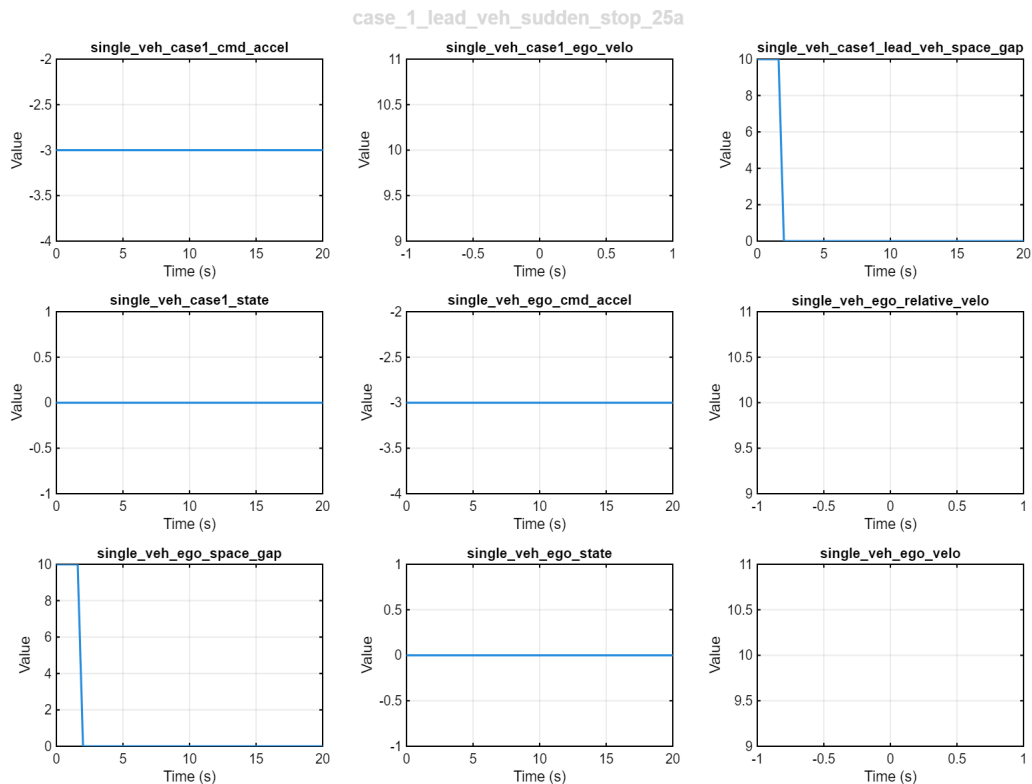 case_1_lead_veh_sudden_stop_25a
single_veh_case1_cmd_accel
-2
-2.5
-3
-3.5
-4
Value
0 5 10 15 20
Time (s)
single_veh_case1_ego_velo
11
10.5
10
9.5
9
Value
-1 -0.5 0 0.5 1
Time (s)
single_veh_case1_lead_veh_space_gap
10
8
6
4
2
0
Value
0 5 10 15 20
Time (s)
single_veh_case1_state
1
0.5
0
-0.5
-1
Value
0 5 10 15 20
Time (s)
single_veh_ego_cmd_accel
-2
-2.5
-3
-3.5
-4
Value
0 5 10 15 20
Time (s)
single_veh_ego_relative_velo
11
10.5
10
9.5
9
Value
-1 -0.5 0 0.5 1
Time (s)
single_veh_ego_space_gap
10
8
6
4
2
0
Value
0 5 10 15 20
Time (s)
single_veh_ego_state
1
0.5
0
-0.5
-1
Value
0 5 10 15 20
Time (s)
single_veh_ego_velo
11
10.5
10
9.5
9
Value
-1 -0.5 0 0.5 1
Time (s)